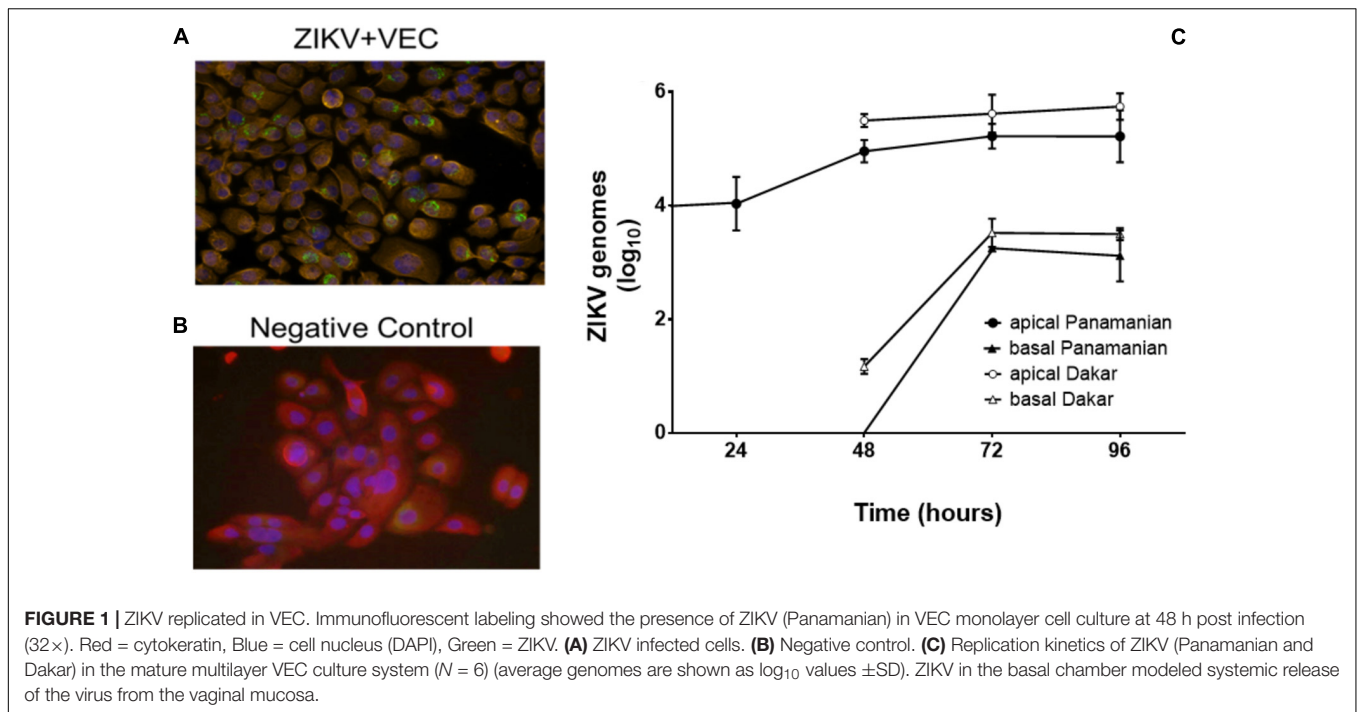 A
ZIKV+VEC
B
Negative Control
C
6
4
2
0
ZIKV genomes
(log10)
24
48
72
96
Time (hours)
apical Panamanian
basal Panamanian
apical Dakar
basal Dakar
FIGURE 1 | ZIKV replicated in VEC. Immunofluorescent labeling showed the presence of ZIKV (Panamanian) in VEC monolayer cell culture at 48 h post infection
(32×). Red = cytokeratin, Blue = cell nucleus (DAPI), Green = ZIKV. (A) ZIKV infected cells. (B) Negative control. (C) Replication kinetics of ZIKV (Panamanian and
Dakar) in the mature multilayer VEC culture system (N = 6) (average genomes are shown as log10 values ±SD). ZIKV in the basal chamber modeled systemic release
of the virus from the vaginal mucosa.